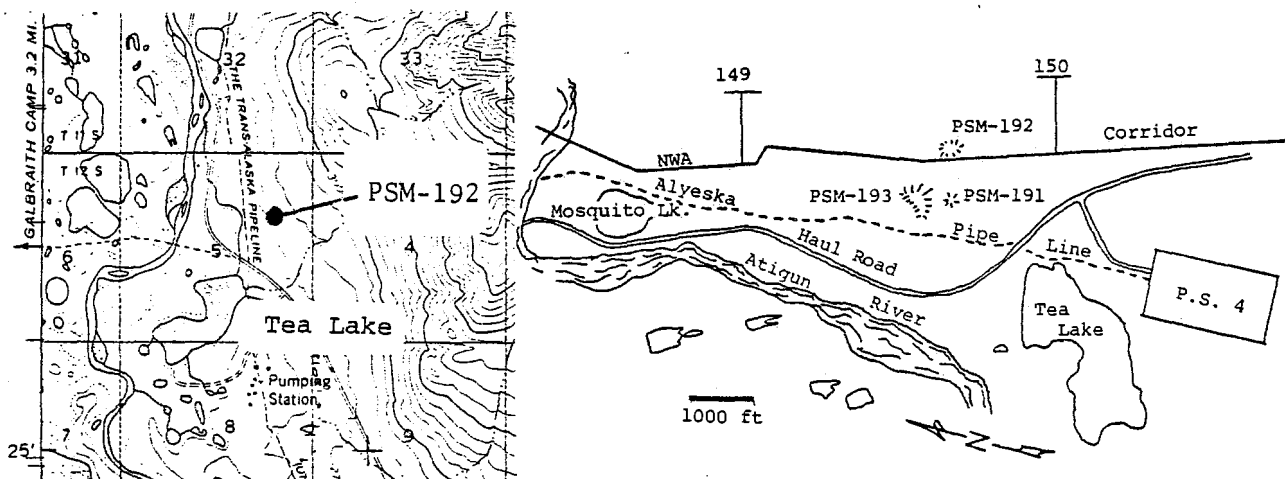 GALBRAITH CAMP 3.2 MI.
31
32
33
THE TRANS-ALASKA PIPELINE
T 11 S
T 12 S
PSM-192
6
5
4
Tea Lake
Pumping
Station
25'
7
8
9
149
150
PSM-192
Corridor
NWA
Alyeska
PSM-193
PSM-191
Mosquito Lk.
Pipe
Haul Road
Line
Atigun
River
P.S. 4
Tea
Lake
1000 ft
N